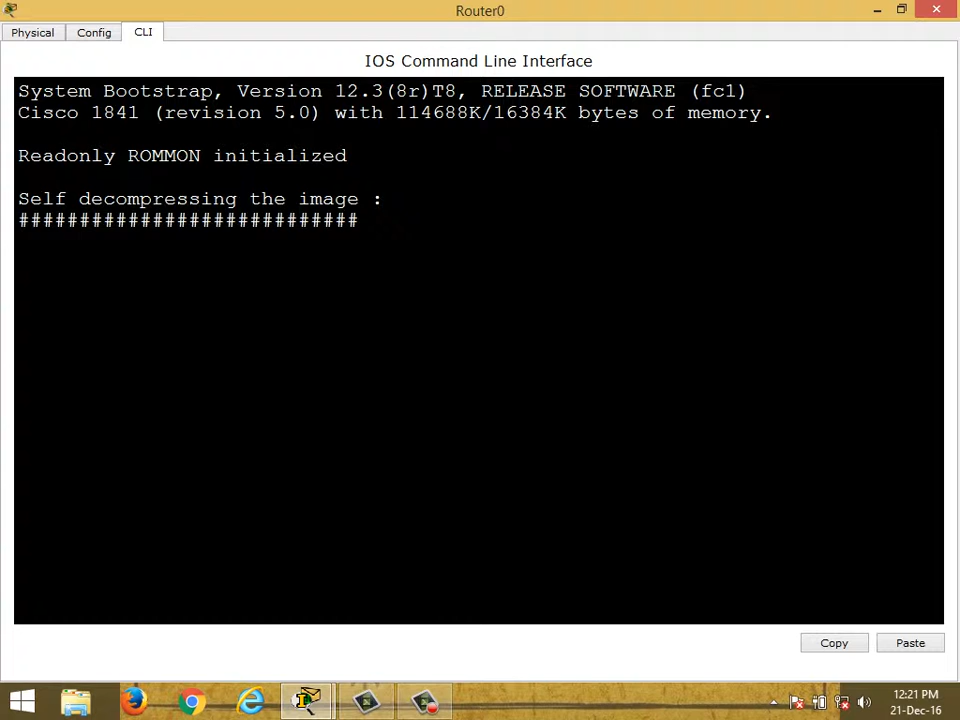 Router0
Physical
Config
CLI
IOS Command Line Interface
System Bootstrap, Version 12.3(8r)T8, RELEASE SOFTWARE (fc1)
Cisco 1841 (revision 5.0) with 114688K/16384K bytes of memory.
Readonly ROMMON initialized
Self decompressing the image :
############################
Copy
Paste
12:21 PM
21-Dec-16